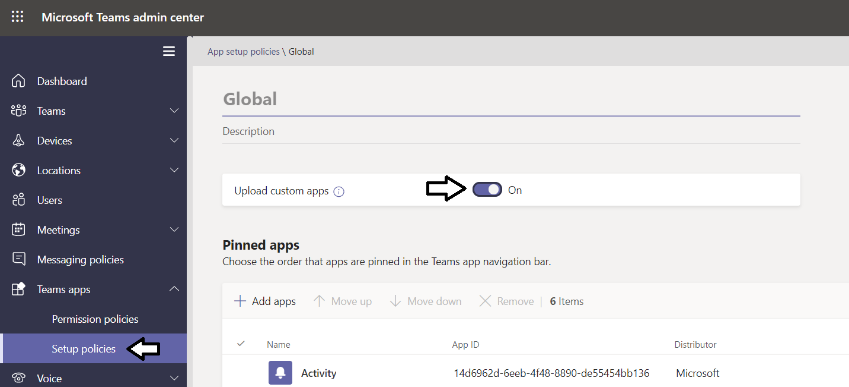 Microsoft Teams admin center
App setup policies \ Global
Dashboard
Teams
Devices
Locations
Users
Meetings
Messaging policies
Teams apps
Permission policies
Setup policies
Voice
Global
Description
Upload custom apps
On
Pinned apps
Choose the order that apps are pinned in the Teams app navigation bar.
Add apps Move up Move down Remove 6 Items
Name App ID Distributor
Activity 14d6962d-6eeb-4f48-8890-de55454bb136 Microsoft